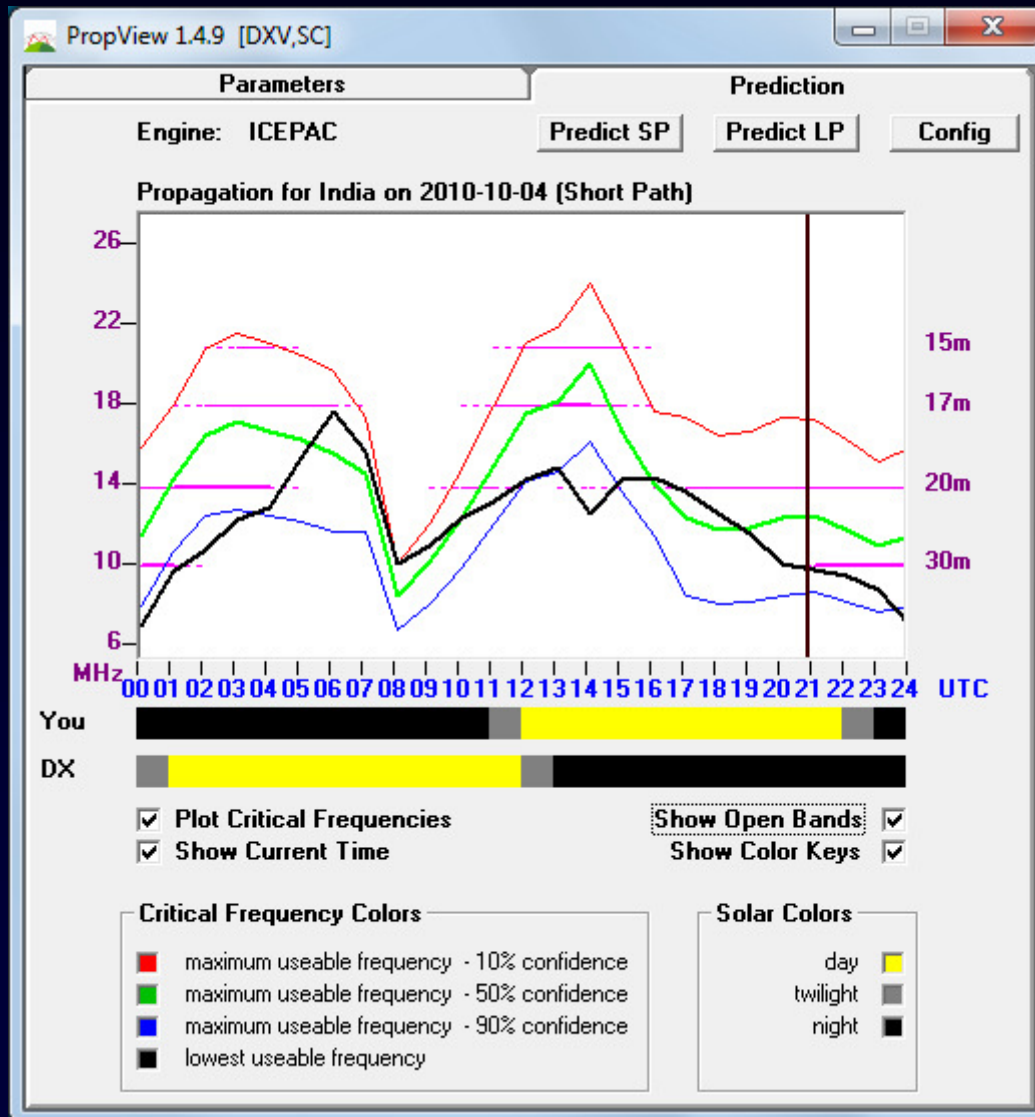 PropView 1.4.9 [DXV,SC]
Parameters Prediction
Engine: ICEPAC Predict SP Predict LP Config
Propagation for India on 2010-10-04 (Short Path)
26
22
15m
18 17m
14 20m
10 30m
6
MHz
00 01 02 03 04 05 06 07 08 09 10 11 12 13 14 15 16 17 18 19 20 21 22 23 24 UTC
You
DX
Plot Critical Frequencies Show Open Bands
Show Current Time Show Color Keys
Critical Frequency Colors Solar Colors
maximum useable frequency - 10% confidence day
maximum useable frequency - 50% confidence twilight
maximum useable frequency - 90% confidence night
lowest useable frequency